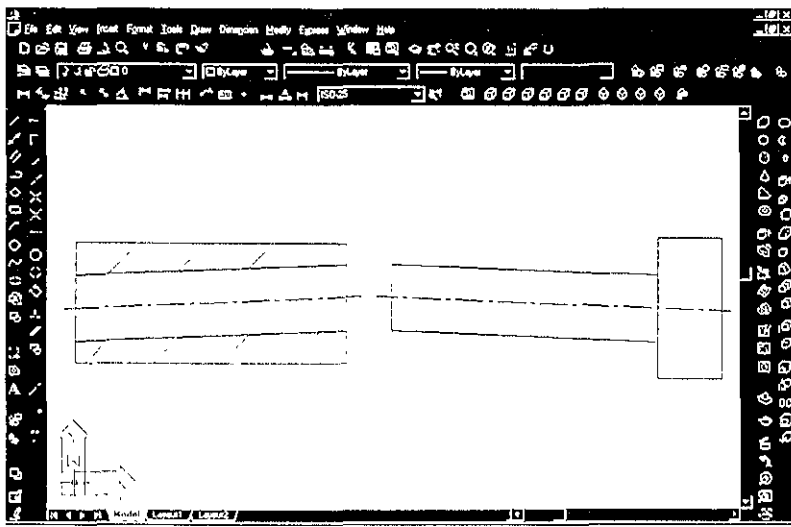 File Edit View Insert Format Tools Draw Dimension Modify Express Window Help
0 ByLayer ByLayer ByLayer
ISO-25
A
Model Layout1 Layout2